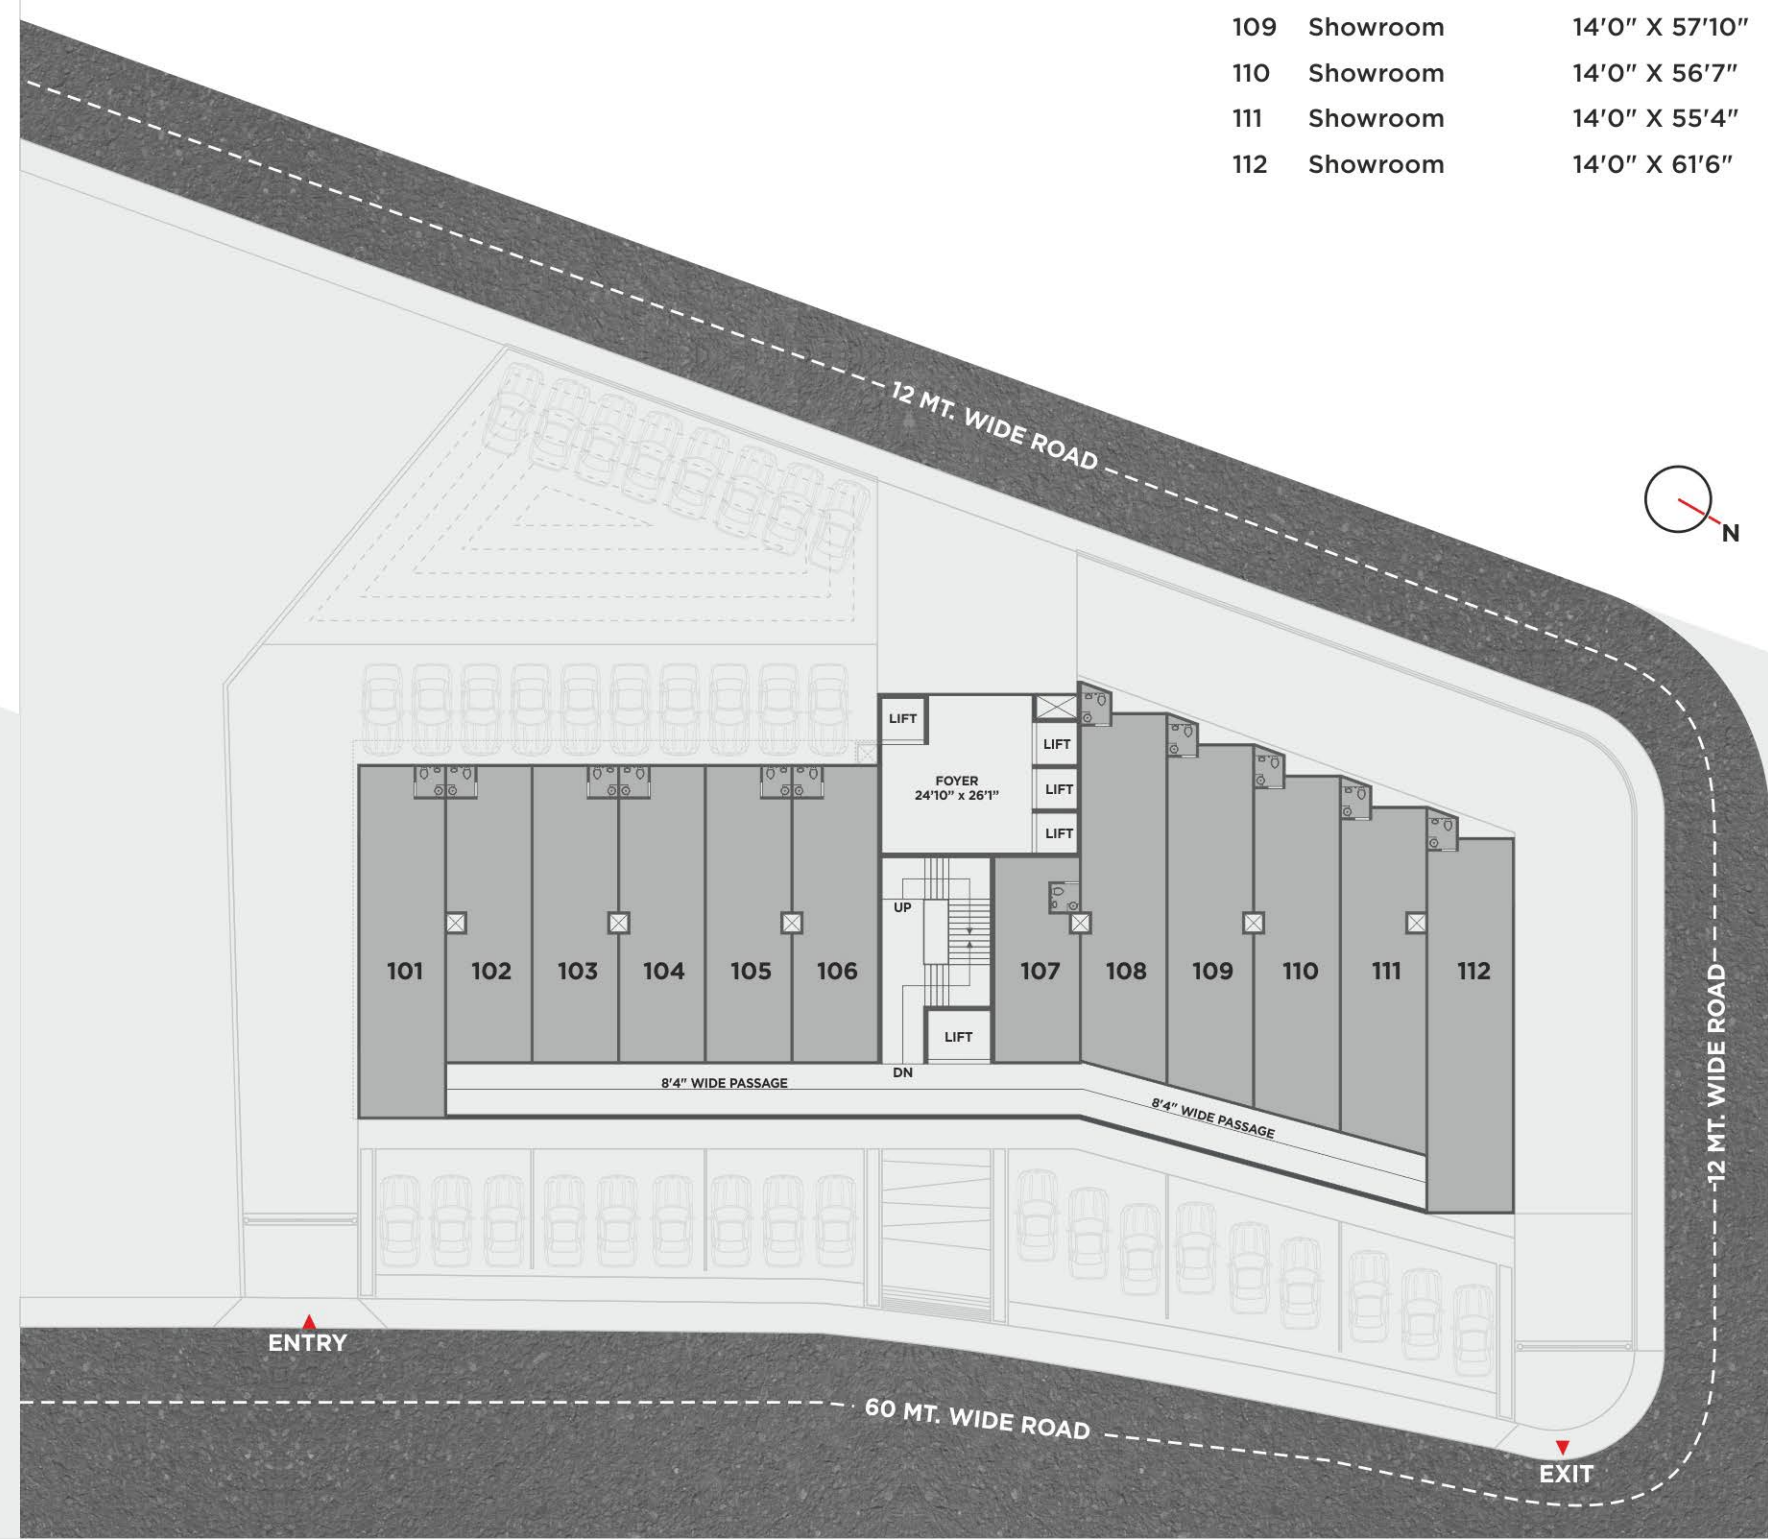 109 Showroom 14'0" X 57'10"
110 Showroom 14'0" X 56'7"
111 Showroom 14'0" X 55'4"
112 Showroom 14'0" X 61'6"
12 MT. WIDE ROAD
N
LIFT
LIFT
FOYER
24'10" x 26'1"
LIFT
LIFT
UP
101
102
103
104
105
106
107
108
109
110
111
112
LIFT
DN
8'4" WIDE PASSAGE
8'4" WIDE PASSAGE
12 MT. WIDE ROAD
ENTRY
60 MT. WIDE ROAD
EXIT